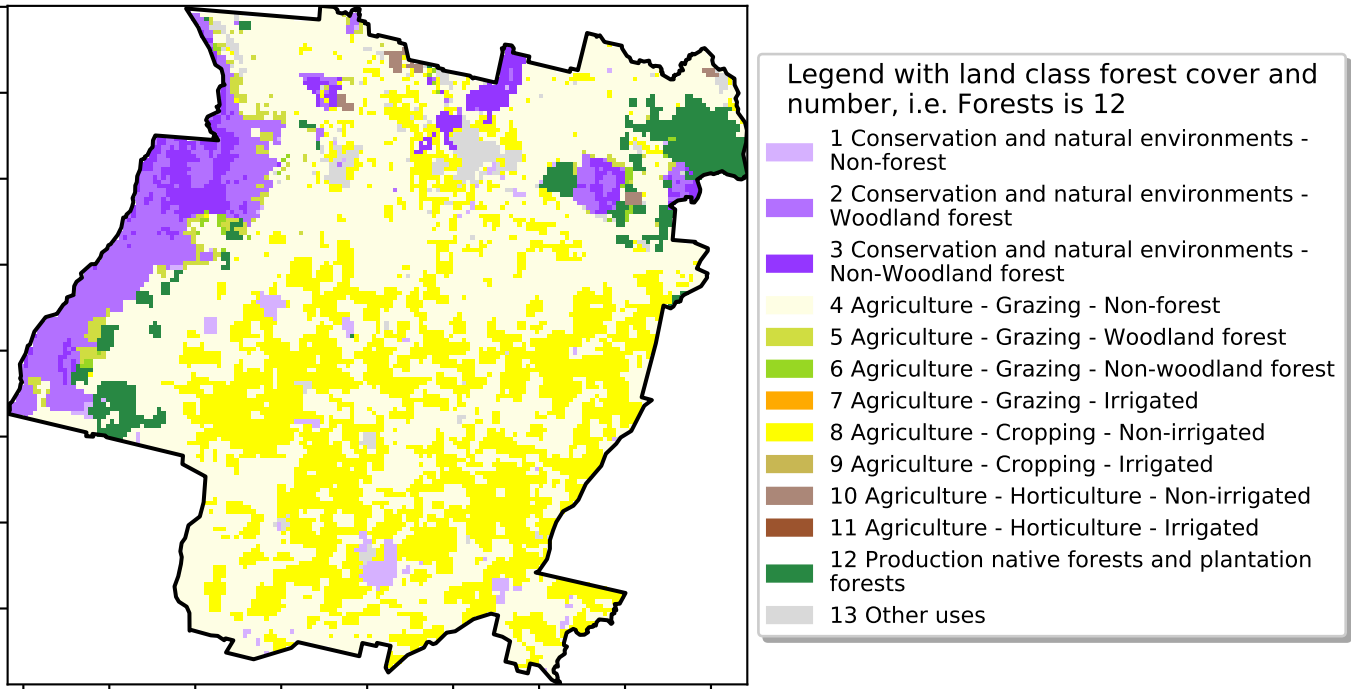 Legend with land class forest cover and
number, i.e. Forests is 12
1 Conservation and natural environments -
Non-forest
2 Conservation and natural environments -
Woodland forest
3 Conservation and natural environments -
Non-Woodland forest
4 Agriculture - Grazing - Non-forest
5 Agriculture - Grazing - Woodland forest
6 Agriculture - Grazing - Non-woodland forest
7 Agriculture - Grazing - Irrigated
8 Agriculture - Cropping - Non-irrigated
9 Agriculture - Cropping - Irrigated
10 Agriculture - Horticulture - Non-irrigated
11 Agriculture - Horticulture - Irrigated
12 Production native forests and plantation
forests
13 Other uses